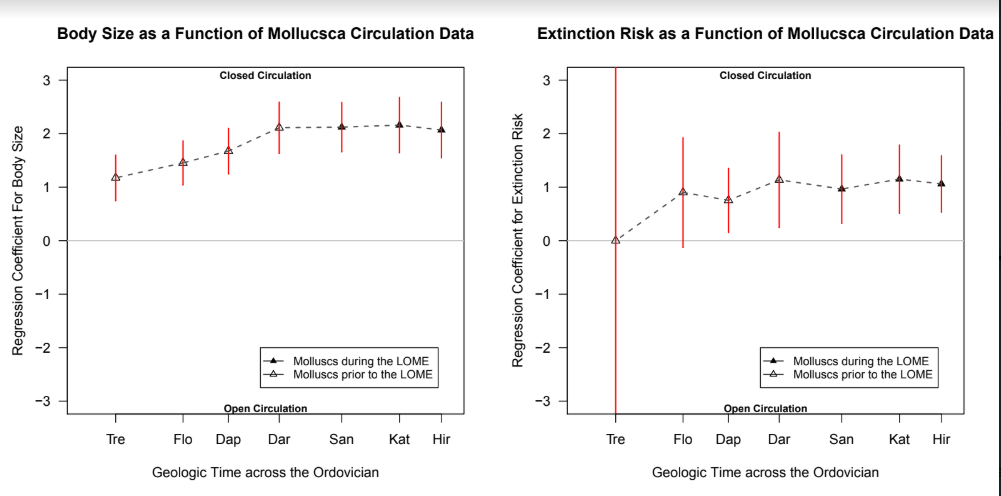 Body Size as a Function of Mollucsca Circulation Data
Closed Circulation
3
2
1
0
−1
−2
−3
Regression Coefficient For Body Size
Molluscs during the LOME
Molluscs prior to the LOME
Open Circulation
Tre Flo Dap Dar San Kat Hir
Geologic Time across the Ordovician
Extinction Risk as a Function of Mollucsca Circulation Data
Closed Circulation
3
2
1
0
−1
−2
−3
Regression Coefficient for Extinction Risk
Molluscs during the LOME
Molluscs prior to the LOME
Open Circulation
Tre Flo Dap Dar San Kat Hir
Geologic Time across the Ordovician